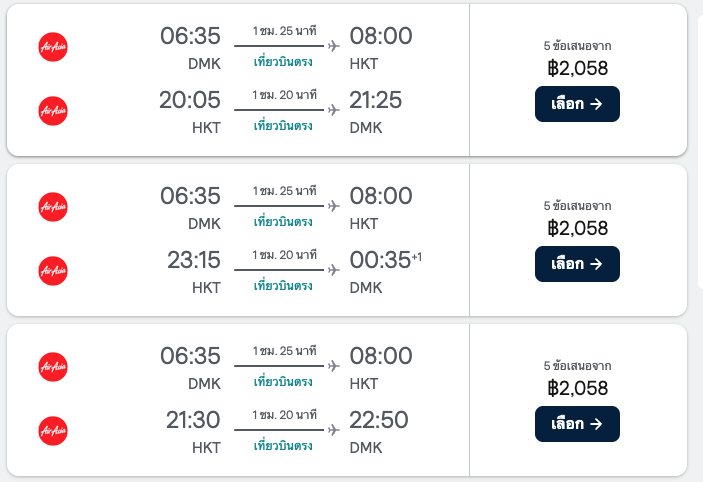 AirAsia 06:35 1 ชม. 25 นาที 08:00
DMK เที่ยวบินตรง HKT
AirAsia 20:05 1 ชม. 20 นาที 21:25
HKT เที่ยวบินตรง DMK
5 ข้อเสนอจาก
฿2,058
เลือก →
AirAsia 06:35 1 ชม. 25 นาที 08:00
DMK เที่ยวบินตรง HKT
AirAsia 23:15 1 ชม. 20 นาที 00:35+1
HKT เที่ยวบินตรง DMK
5 ข้อเสนอจาก
฿2,058
เลือก →
AirAsia 06:35 1 ชม. 25 นาที 08:00
DMK เที่ยวบินตรง HKT
AirAsia 21:30 1 ชม. 20 นาที 22:50
HKT เที่ยวบินตรง DMK
5 ข้อเสนอจาก
฿2,058
เลือก →